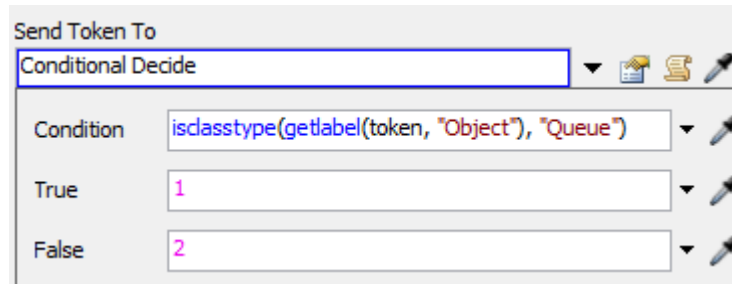 Send Token To
Conditional Decide
Condition isclasstype(getlabel(token, "Object"), "Queue")
True 1
False 2